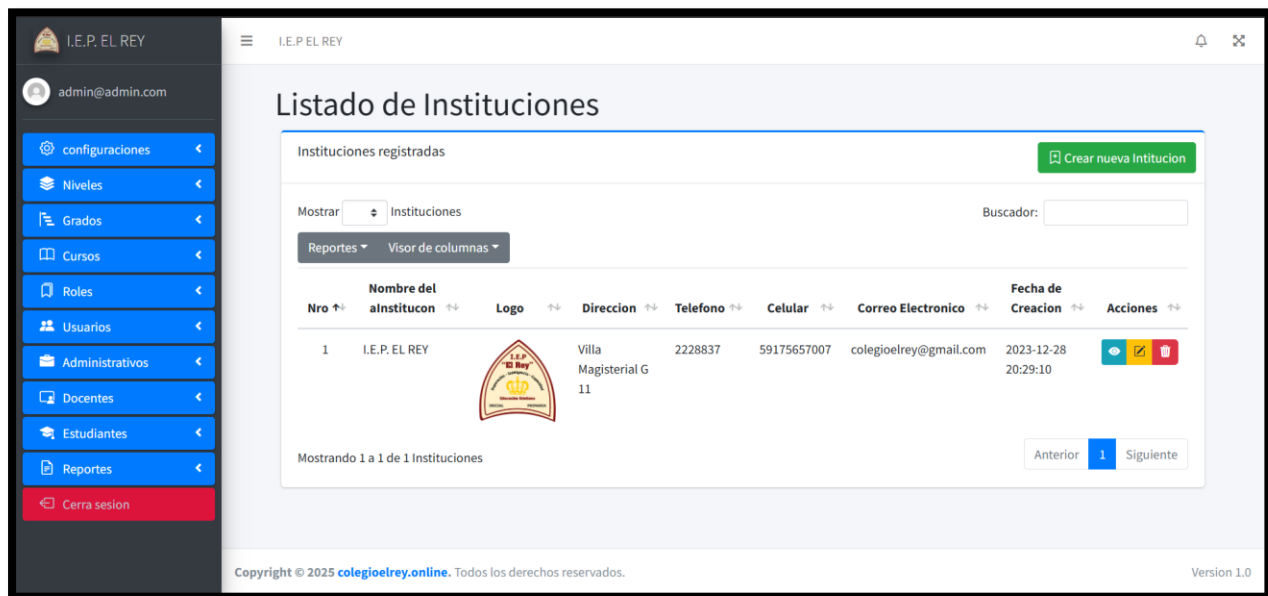 I.E.P. EL REY
I.E.P EL REY
admin@admin.com
configuraciones
Niveles
Grados
Cursos
Roles
Usuarios
Administrativos
Docentes
Estudiantes
Reportes
Cerra sesion
Listado de Instituciones
Instituciones registradas
Crear nueva Intitucion
Mostrar Instituciones
Buscador:
Reportes Visor de columnas
Nro Nombre del aInstitucon Logo Direccion Telefono Celular Correo Electronico Fecha de Creacion Acciones
1 I.E.P. EL REY Villa Magisterial G 11 2228837 59175657007 colegioelrey@gmail.com 2023-12-28 20:29:10
I.E.P
"El Rey"
Educación Cristiana
INICIAL PRIMARIA
Mostrando 1 a 1 de 1 Instituciones
Anterior 1 Siguiente
Copyright © 2025 colegioelrey.online. Todos los derechos reservados.
Version 1.0